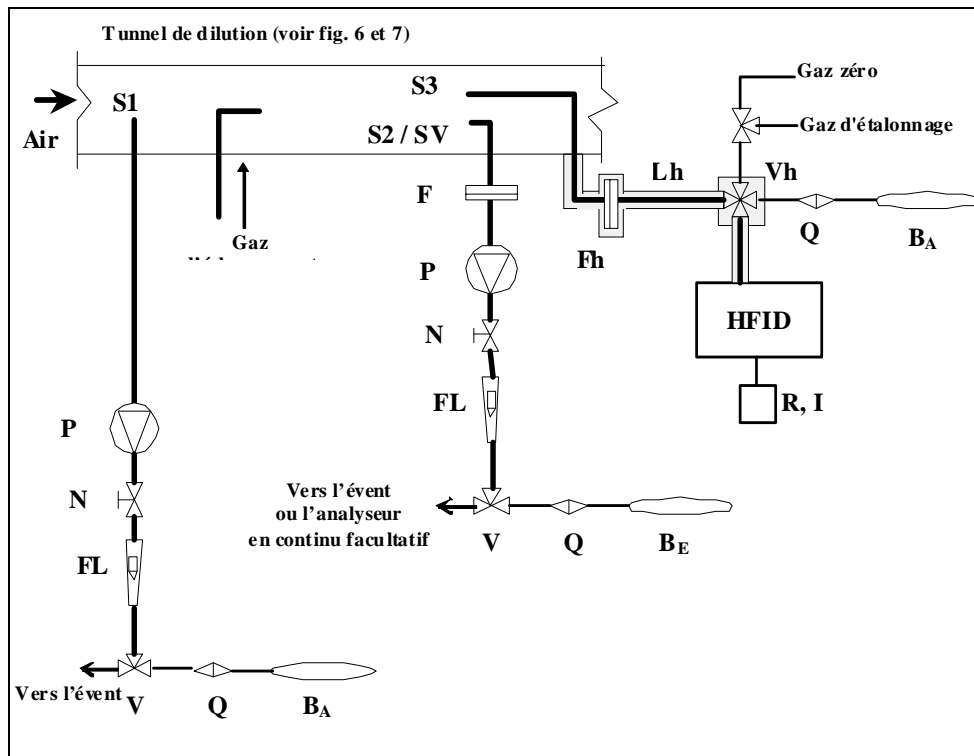 Tunnel de dilution (voir fig. 6 et 7)
Gaz zéro
S3
S1
Gaz d'étalonnage
Air
S2 / SV
Lh
Vh
F
Q
BA
Gaz
Fh
P
HFID
N
FL
R, I
P
Vers l'évent
ou l'analyseur
en continu facultatif
N
V
Q
BE
FL
Vers l'évent
V
Q
BA